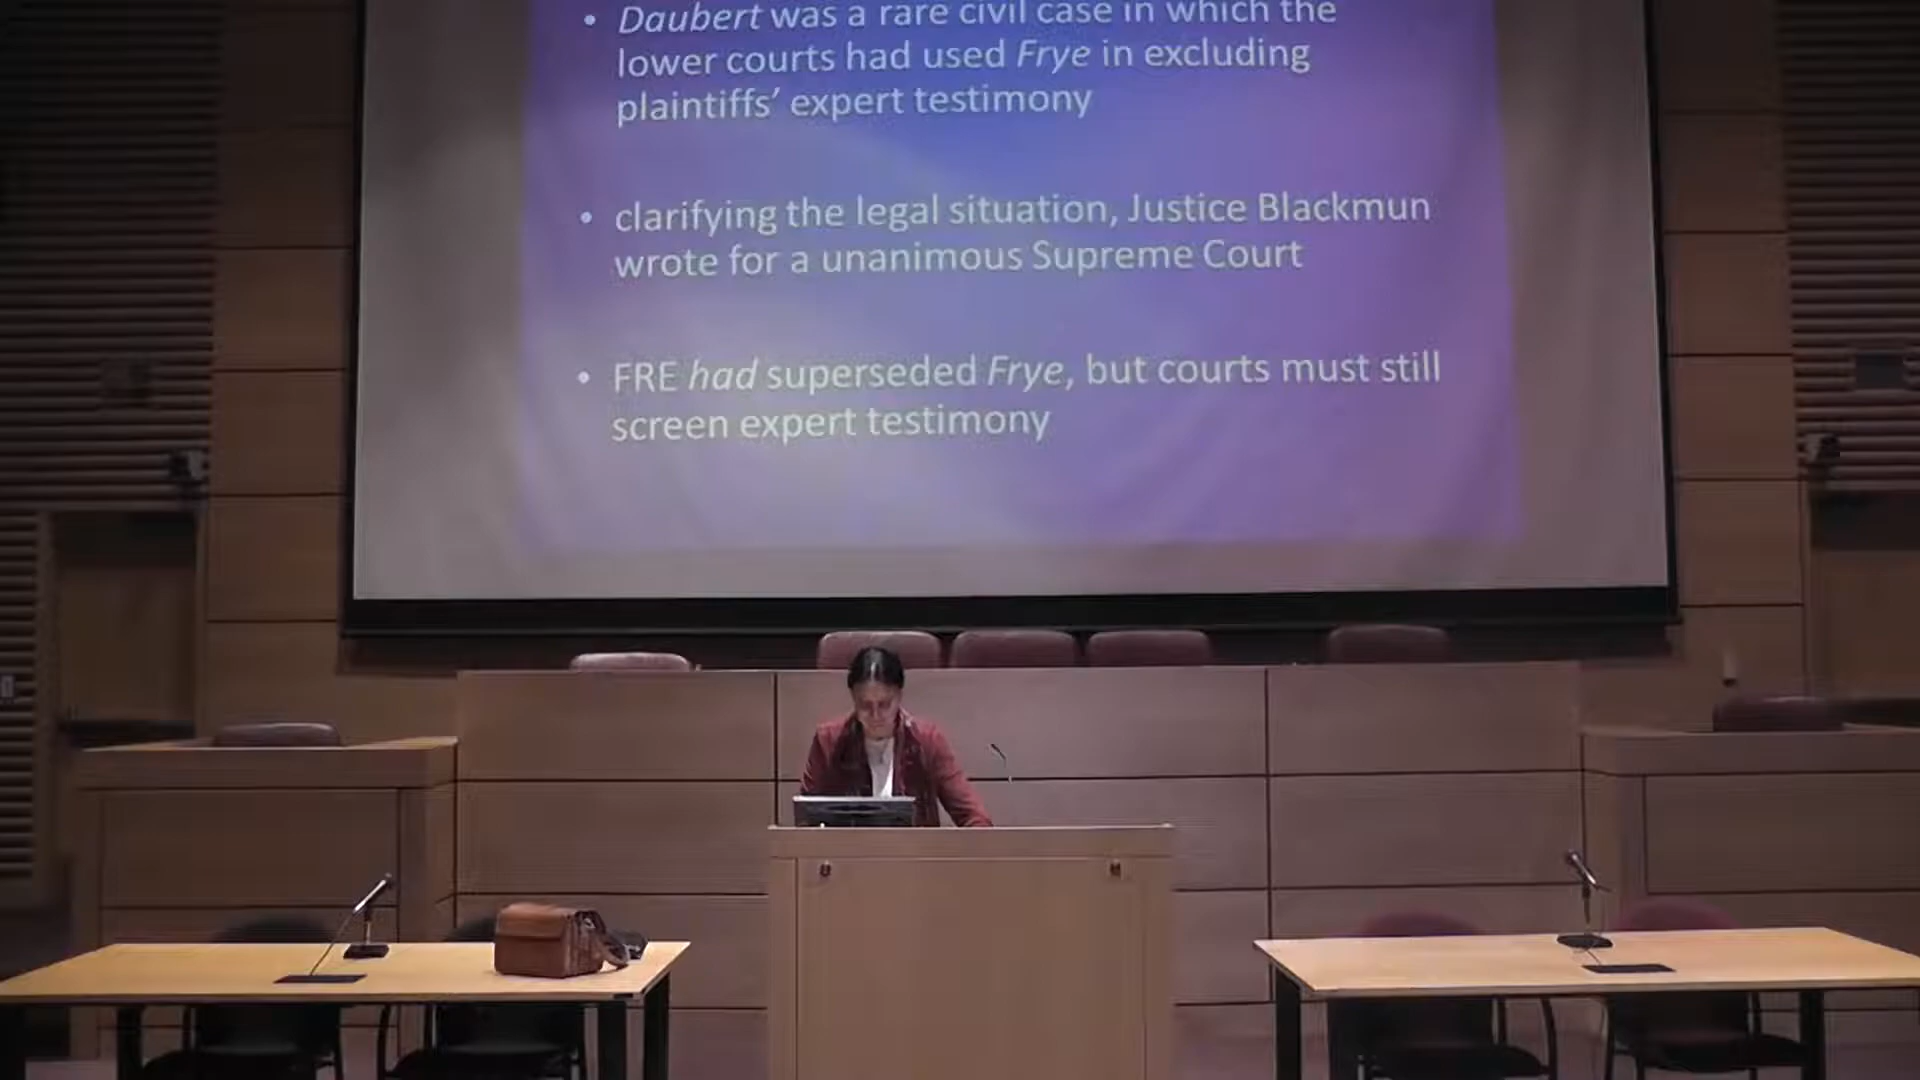 • Daubert was a rare civil case in which the
lower courts had used Frye in excluding
plaintiffs’ expert testimony
• clarifying the legal situation, Justice Blackmun
wrote for a unanimous Supreme Court
• FRE had superseded Frye, but courts must still
screen expert testimony